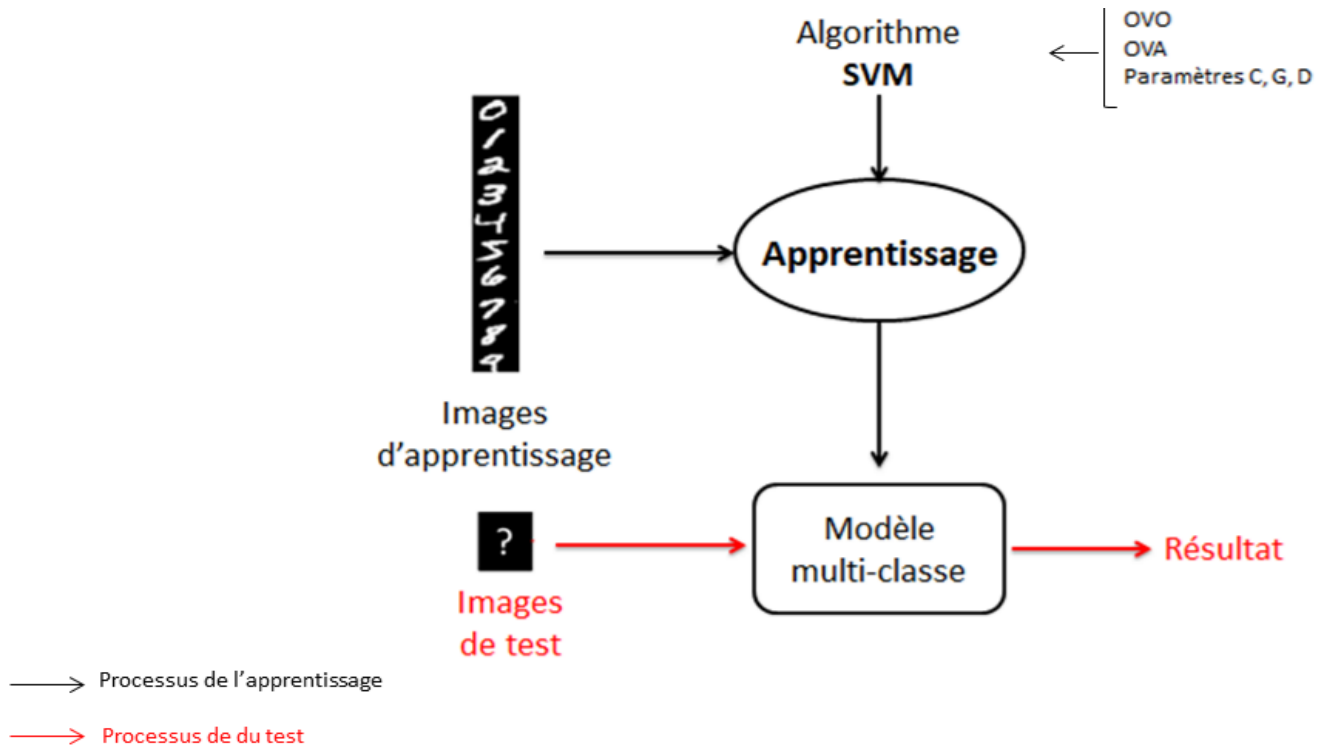 OVO
OVA
Paramètres C, G, D
Algorithme
SVM
0
1
2
3
4
5
6
7
8
9
Apprentissage
Images
d’apprentissage
?
Images
de test
Modèle
multi-classe
Résultat
Processus de l’apprentissage
Processus de du test